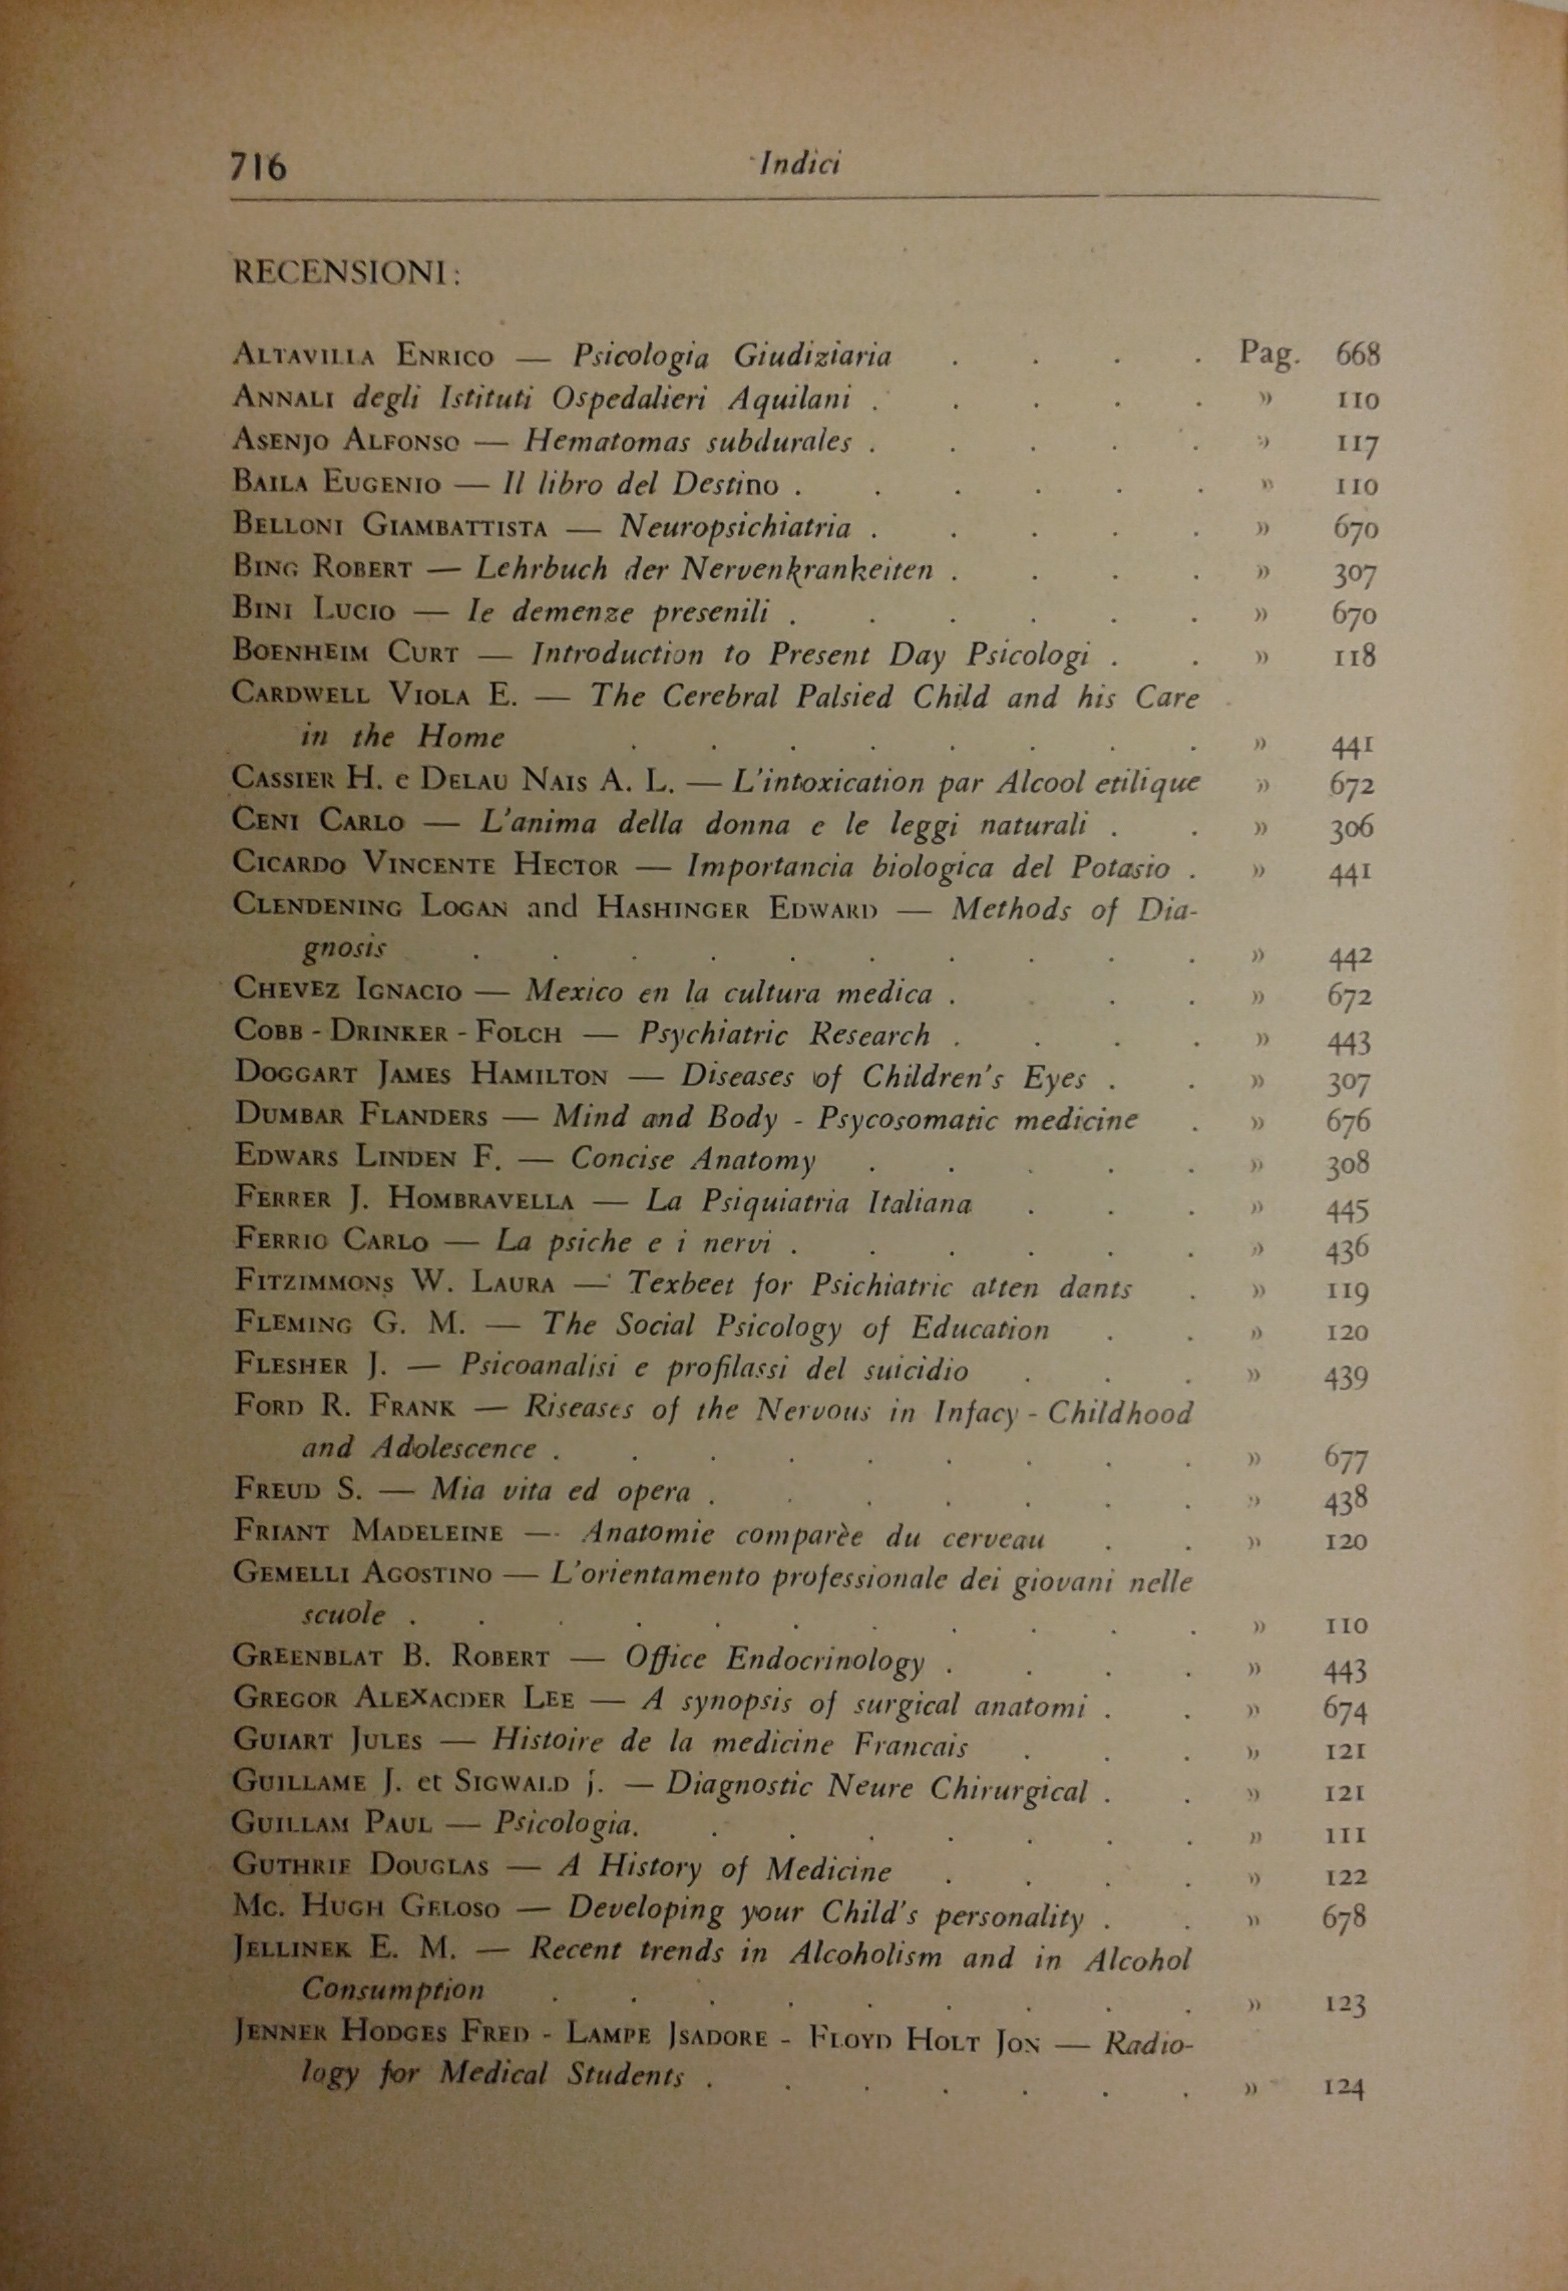 716 Indici
RECENSIONI:
ALTAVILLA ENRICO — Psicologia Giudiziaria . . . . Pag. 668
ANNALI degli Istituti Ospedalieri Aquilani . . . . . » 110
ASENJO ALFONSO — Hematomas subdurales . . . . . » 117
BAILA EUGENIO — Il libro del Destino . . . . . . » 110
BELLONI GIAMBATTISTA — Neuropsichiatria . . . . . » 670
BING ROBERT — Lehrbuch der Nervenkrankeiten . . . . » 307
BINI LUCIO — le demenze presenili . . . . . . » 670
BOENHEIM CURT — Introduction to Present Day Psicologi . . » 118
CARDWELL VIOLA E. — The Cerebral Palsied Child and his Care
in the Home . . . . . . . . » 441
CASSIER H. e DELAU NAIS A. L. — L'intoxication par Alcool etilique » 672
CENI CARLO — L'anima della donna e le leggi naturali . . » 306
CICARDO VINCENTE HECTOR — Importancia biologica del Potasio . » 441
CLENDENING LOGAN and HASHINGER EDWARD — Methods of Dia-
gnosis . . . . . . . . . . » 442
CHEVEZ IGNACIO — Mexico en la cultura medica . . . . » 672
COBB - DRINKER - FOLCH — Psychiatric Research . . . . » 443
DOGGART JAMES HAMILTON — Diseases of Children's Eyes . . » 307
DUMBAR FLANDERS — Mind and Body - Psycosomatic medicine . » 676
EDWARS LINDEN F. — Concise Anatomy . . . . . » 308
FERRER J. HOMBRAVELLA — La Psiquiatria Italiana . . . » 445
FERRIO CARLO — La psiche e i nervi . . . . . . » 436
FITZIMMONS W. LAURA — Texbeet for Psichiatric atten dants . » 119
FLEMING G. M. — The Social Psicology of Education . . » 120
FLESHER J. — Psicoanalisi e profilassi del suicidio . . . » 439
FORD R. FRANK — Riseases of the Nervous in Infacy - Childhood
and Adolescence . . . . . . . . . » 677
FREUD S. — Mia vita ed opera . . . . . . . » 438
FRIANT MADELEINE — Anatomie comparèe du cerveau . . » 120
GEMELLI AGOSTINO — L'orientamento professionale dei giovani nelle
scuole . . . . . . . . . . . » 110
GREENBLAT B. ROBERT — Office Endocrinology . . . . » 443
GREGOR ALEXACDER LEE — A synopsis of surgical anatomi . . » 674
GUIART JULES — Histoire de la medicine Francais . . . » 121
GUILLAME J. et SIGWALD j. — Diagnostic Neure Chirurgical . . » 121
GUILLAM PAUL — Psicologia. . . . . . . . » 111
GUTHRIE DOUGLAS — A History of Medicine . . . . » 122
MC. HUGH GELOSO — Developing your Child's personality . . » 678
JELLINEK E. M. — Recent trends in Alcoholism and in Alcohol
Consumption . . . . . . . . . » 123
JENNER HODGES FRED - LAMPE JSADORE - FLOYD HOLT JON — Radio-
logy for Medical Students . . . . . . . » 124